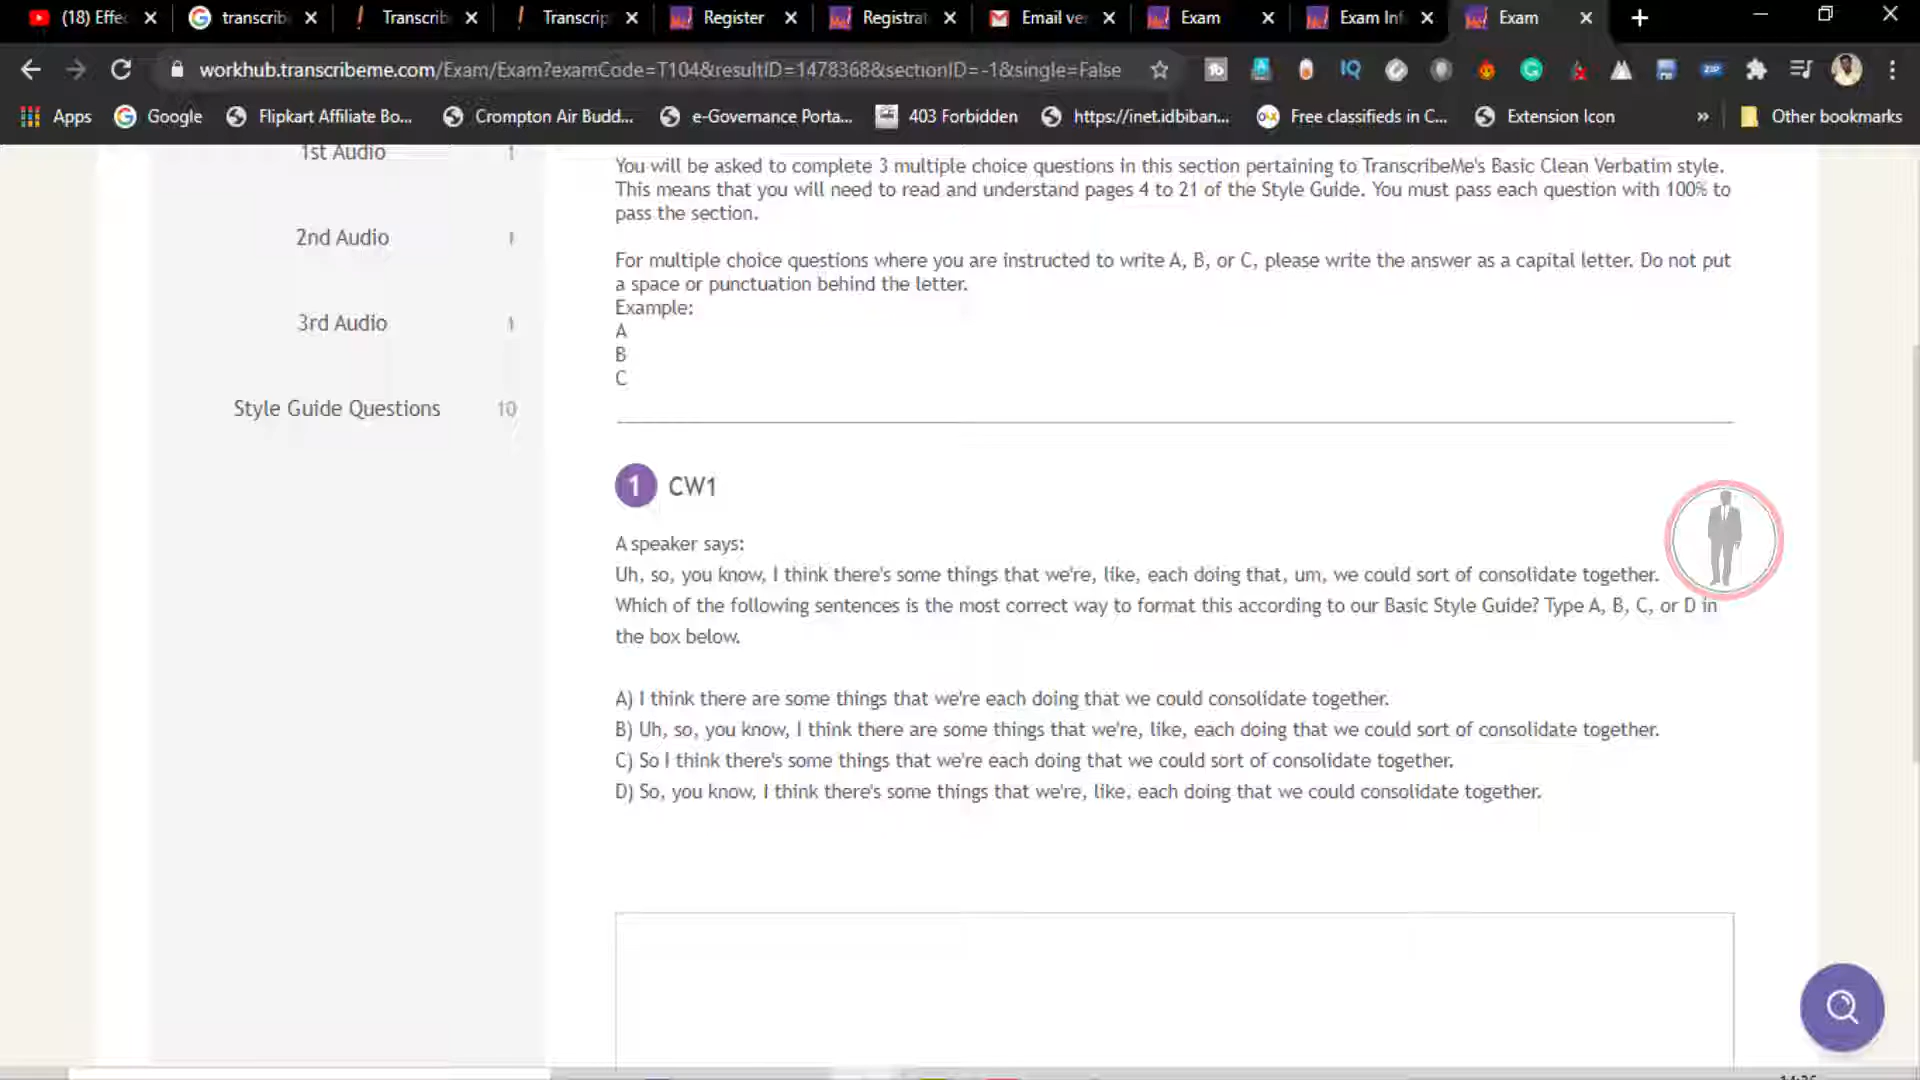 (18) Effec
transcrib
Transcrib
Transcrip
Register
Registrat
Email ve
Exam
Exam Inf
Exam
workhub.transcribeme.com/Exam/Exam?examCode=T104&resultID=1478368&sectionID=-1&single=False
Apps
Google
Flipkart Affiliate Bo...
Crompton Air Budd...
e-Governance Porta...
403 Forbidden
https://inet.idbiban...
Free classifieds in C...
Extension Icon
»
Other bookmarks
1st Audio 1
2nd Audio 1
3rd Audio 1
Style Guide Questions 10
You will be asked to complete 3 multiple choice questions in this section pertaining to TranscribeMe's Basic Clean Verbatim style.
This means that you will need to read and understand pages 4 to 21 of the Style Guide. You must pass each question with 100% to
pass the section.
For multiple choice questions where you are instructed to write A, B, or C, please write the answer as a capital letter. Do not put
a space or punctuation behind the letter.
Example:
A
B
C
1 CW1
A speaker says:
Uh, so, you know, I think there's some things that we're, like, each doing that, um, we could sort of consolidate together.
Which of the following sentences is the most correct way to format this according to our Basic Style Guide? Type A, B, C, or D in
the box below.
A) I think there are some things that we're each doing that we could consolidate together.
B) Uh, so, you know, I think there are some things that we're, like, each doing that we could sort of consolidate together.
C) So I think there's some things that we're each doing that we could sort of consolidate together.
D) So, you know, I think there's some things that we're, like, each doing that we could consolidate together.